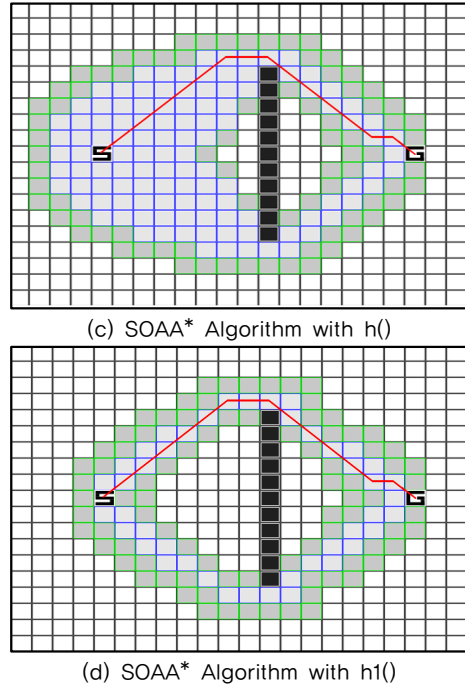 S G
(c) SOAA* Algorithm with h()
S G
(d) SOAA* Algorithm with h1()